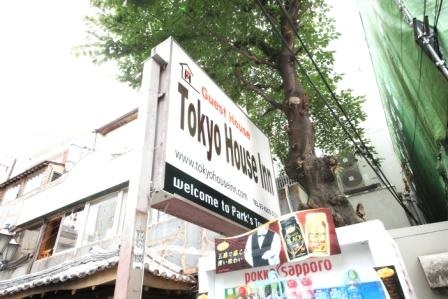 Guest House
Tokyo House Inn
www.tokyohouseinn.com
welcome to Park's
POKKA SAPPORO